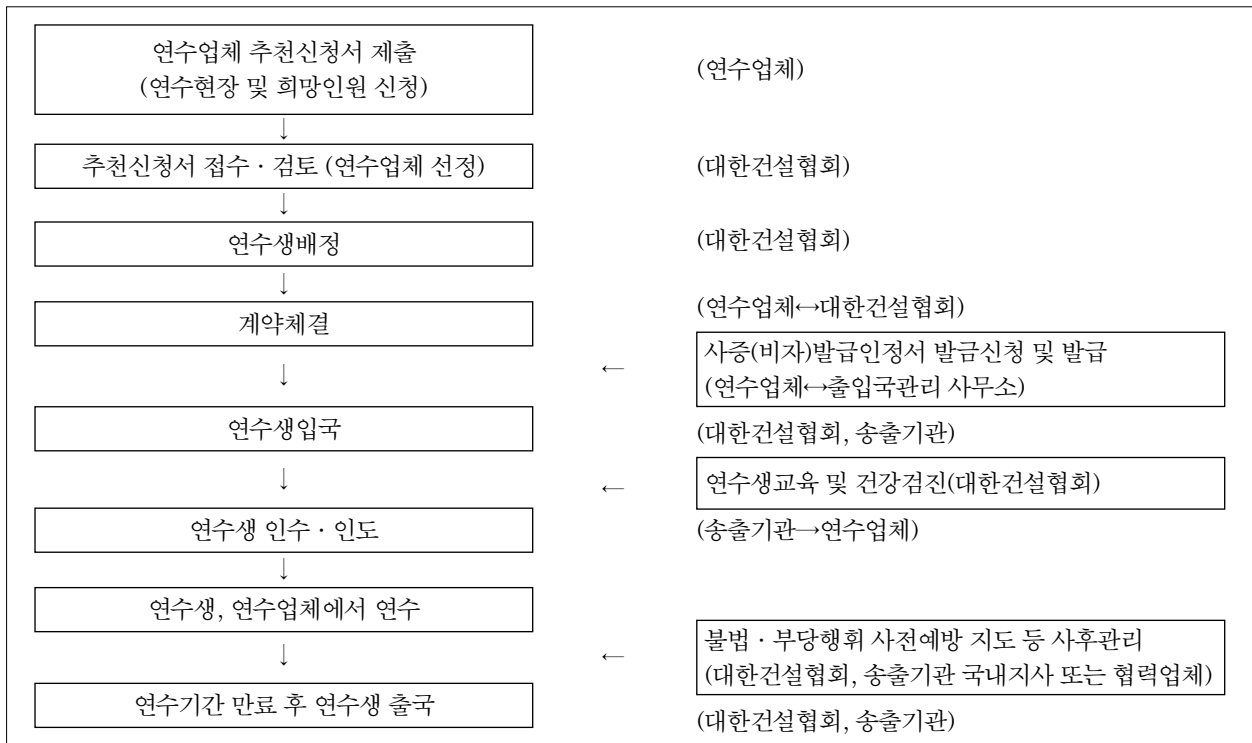 연수업체 추천신청서 제출
(연수현장 및 희망인원 신청)
(연수업체)
↓
추천신청서 접수 · 검토 (연수업체 선정)
(대한건설협회)
↓
연수생배정
(대한건설협회)
↓
계약체결
(연수업체↔대한건설협회)
↓
←
사증(비자)발급인정서 발금신청 및 발급
(연수업체↔출입국관리 사무소)
연수생입국
(대한건설협회, 송출기관)
↓
←
연수생교육 및 건강검진(대한건설협회)
연수생 인수 · 인도
(송출기관→연수업체)
↓
연수생, 연수업체에서 연수
↓
←
불법 · 부당행휘 사전예방 지도 등 사후관리
(대한건설협회, 송출기관 국내지사 또는 협력업체)
연수기간 만료 후 연수생 출국
(대한건설협회, 송출기관)